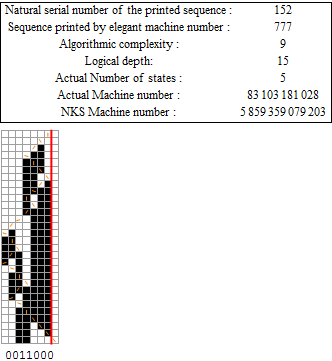 Natural serial number of the printed sequence : 152
Sequence printed by elegant machine number : 777
Algorithmic complexity : 9
Logical depth: 15
Actual Number of states : 5
Actual Machine number : 83 103 181 028
NKS Machine number : 5 859 359 079 203
0011000